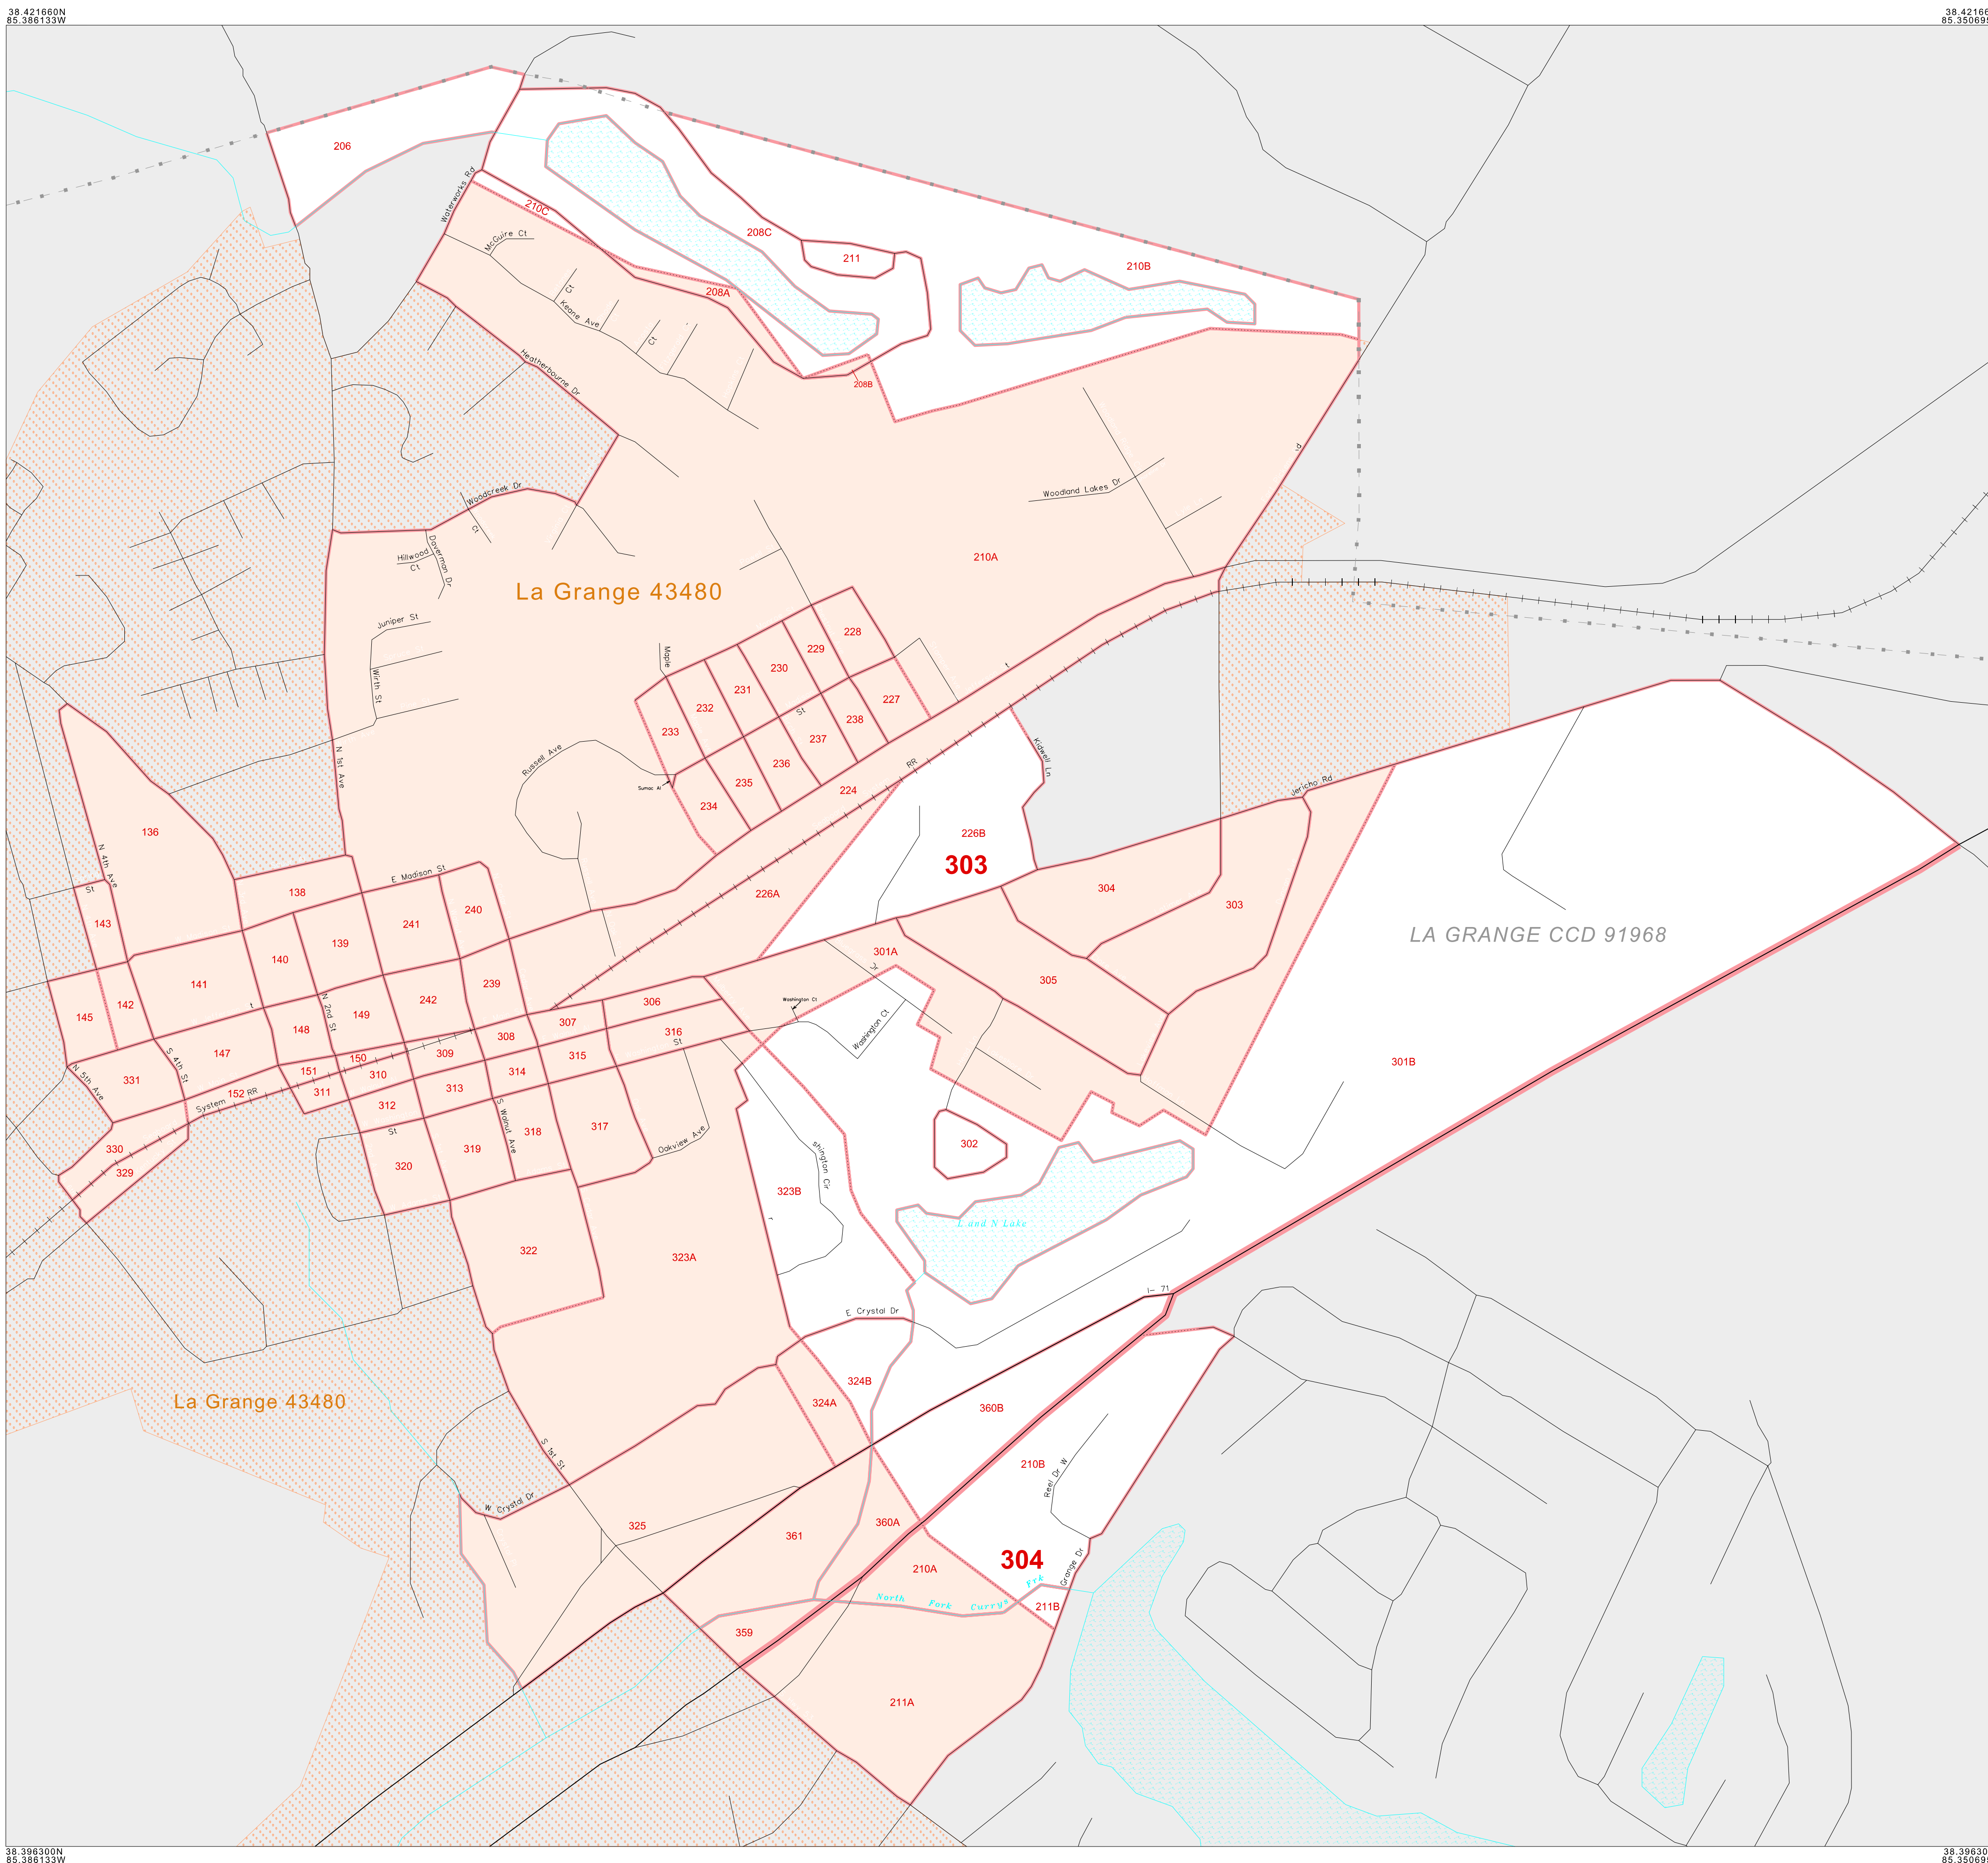 38.421660N
85.386133W
38.42166
85.35069
206
Waterworks Rd
210C
McGuire Ct
208C
211
210B
208A
Ct
Keane Ave
Ct
208B
Heatherbourne Dr
Woodcreek Dr
Ct
Woodland Lakes Dr
Hillwood
Ct
Doverman Dr
210A
La Grange 43480
Juniper St
Wirth St
Maple
228
229
230
231
232
233
St
227
238
237
236
235
234
Russell Ave
Sumac Al
N 1st Ave
RR
224
Kidwell Ln
Jericho Rd
226B
303
136
N 4th Ave
St
138
E Madison St
143
240
241
139
140
226A
304
303
LA GRANGE CCD 91968
301A
Dr
305
141
142
145
239
242
N 2nd St
149
148
147
306
307
308
Washington Ct
Washington Ct
316
St
315
309
150
151
310
311
314
313
312
301B
S 4th St
N 5th Ave
331
152
System RR
330
329
St
S Walnut Ave
318
317
319
320
Oakview Ave
302
shington Cir
323B
L and N Lake
322
323A
I- 71
E Crystal Dr
324B
324A
360B
La Grange 43480
S 1st St
W Crystal Dr
325
361
360A
210B
Reel Dr W
304
210A
Grange Dr
North Fork Currys Frk
211B
359
211A
38.396300N
85.386133W
38.39630
85.35069